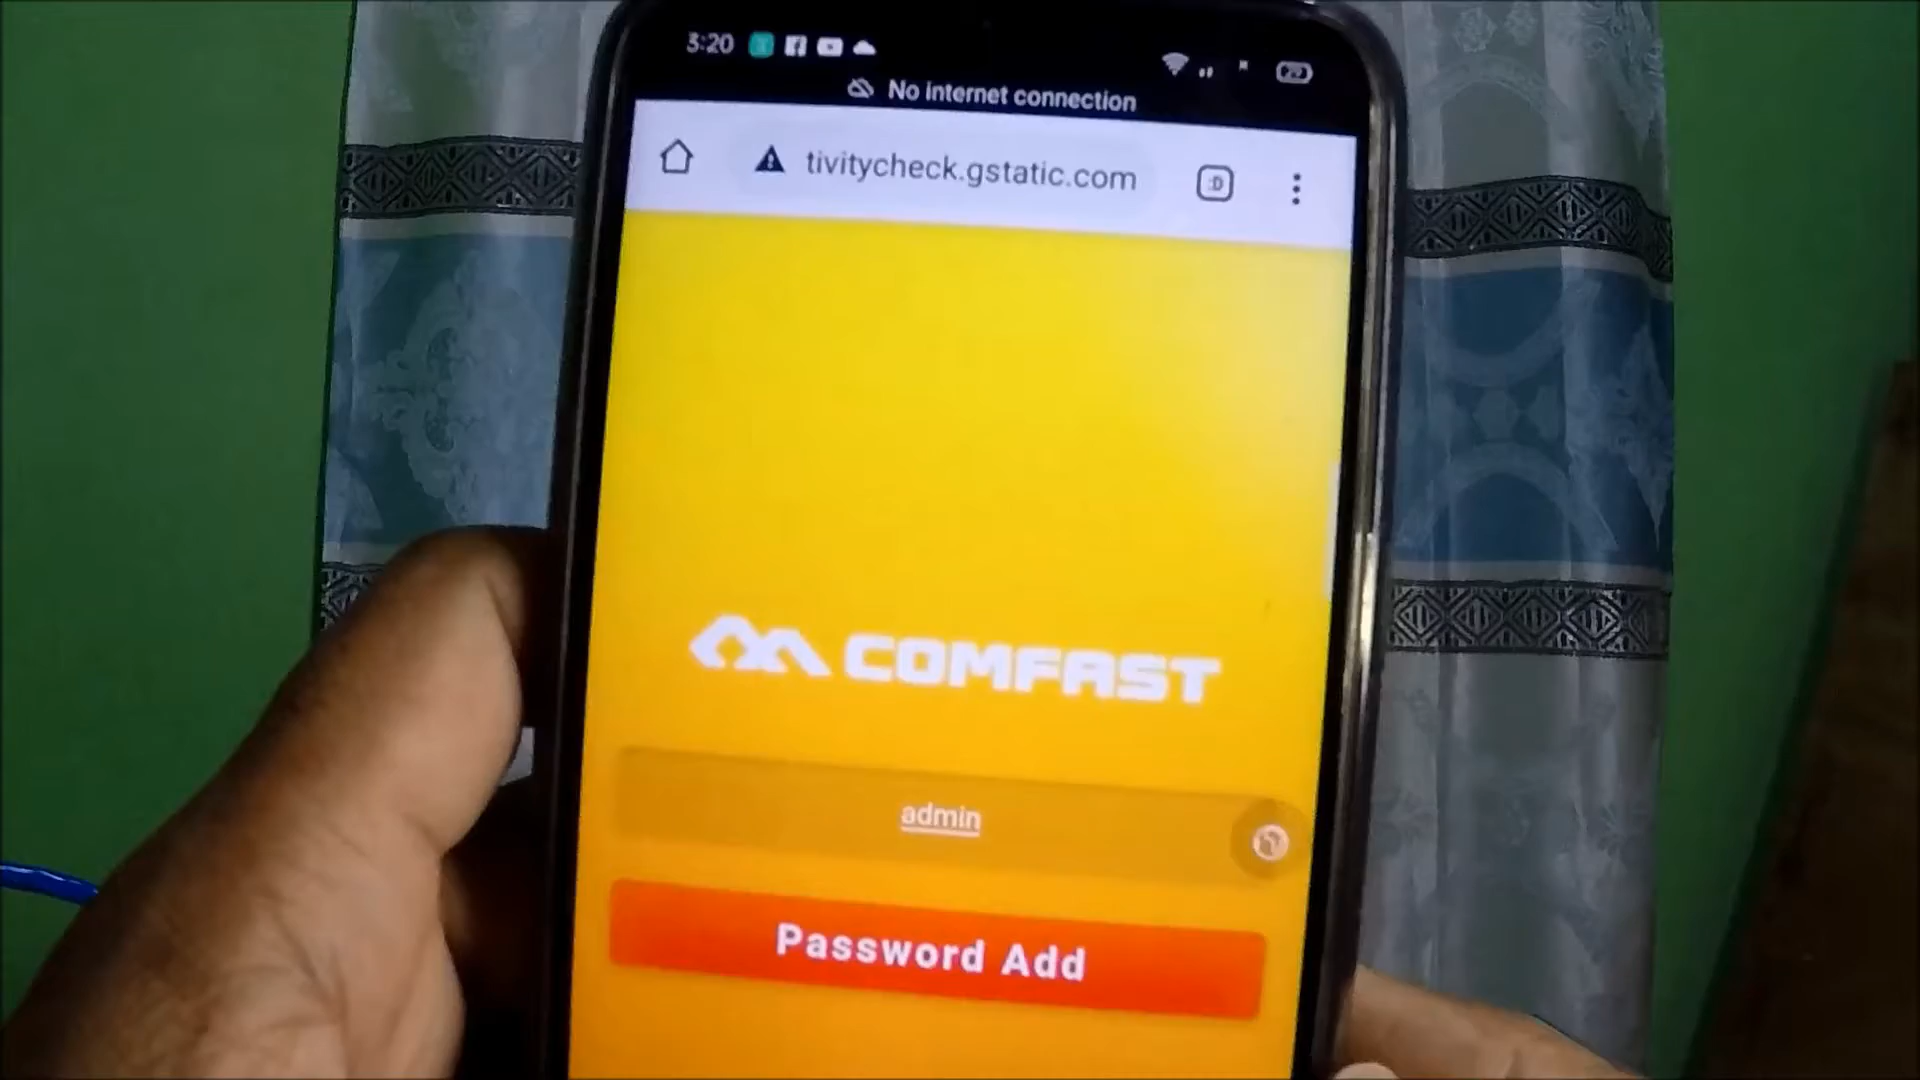 3:20
No internet connection
tivitycheck.gstatic.com
:D
COMFAST
admin
Password Add